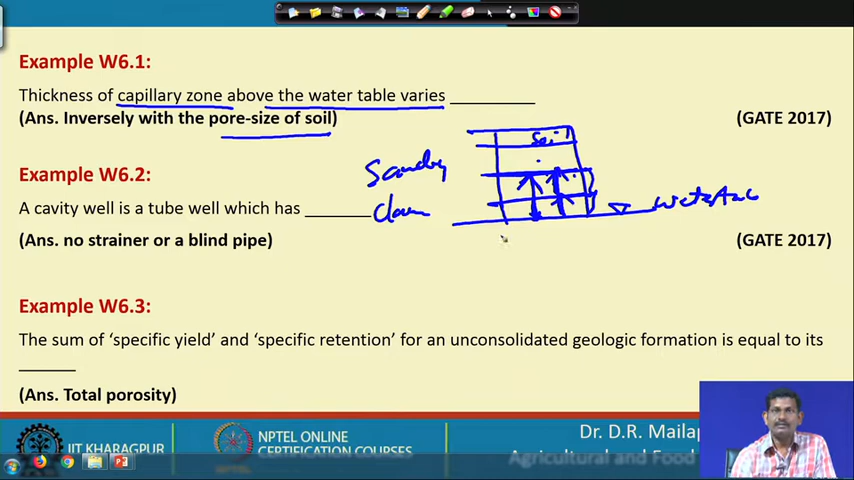 Example W6.1:
Thickness of capillary zone above the water table varies __________
(Ans. Inversely with the pore-size of soil)
(GATE 2017)
soil
Sandy
Example W6.2:
A cavity well is a tube well which has ________
(Ans. no strainer or a blind pipe)
(GATE 2017)
Example W6.3:
The sum of 'specific yield' and 'specific retention' for an unconsolidated geologic formation is equal to its
_______
(Ans. Total porosity)
IIT KHARAGPUR
NPTEL ONLINE
CERTIFICATION COURSES
Dr. D.R. Mailap
Agricultural and Food